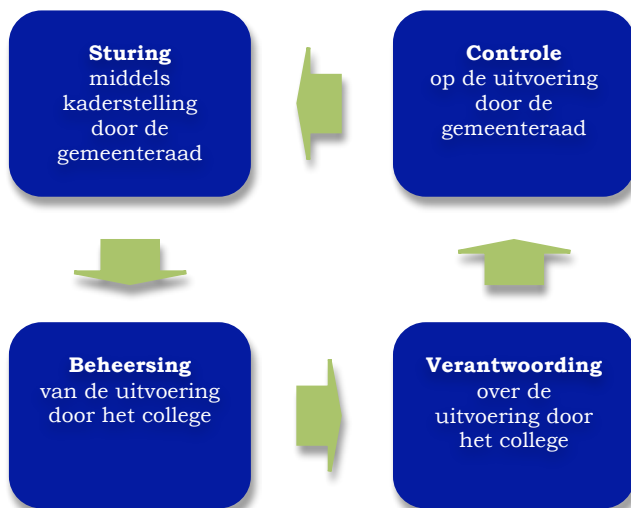 Sturing
middels
kaderstelling
door de
gemeenteraad
Controle
op de uitvoering
door de
gemeenteraad
Beheersing
van de uitvoering
door het college
Verantwoording
over de
uitvoering door
het college